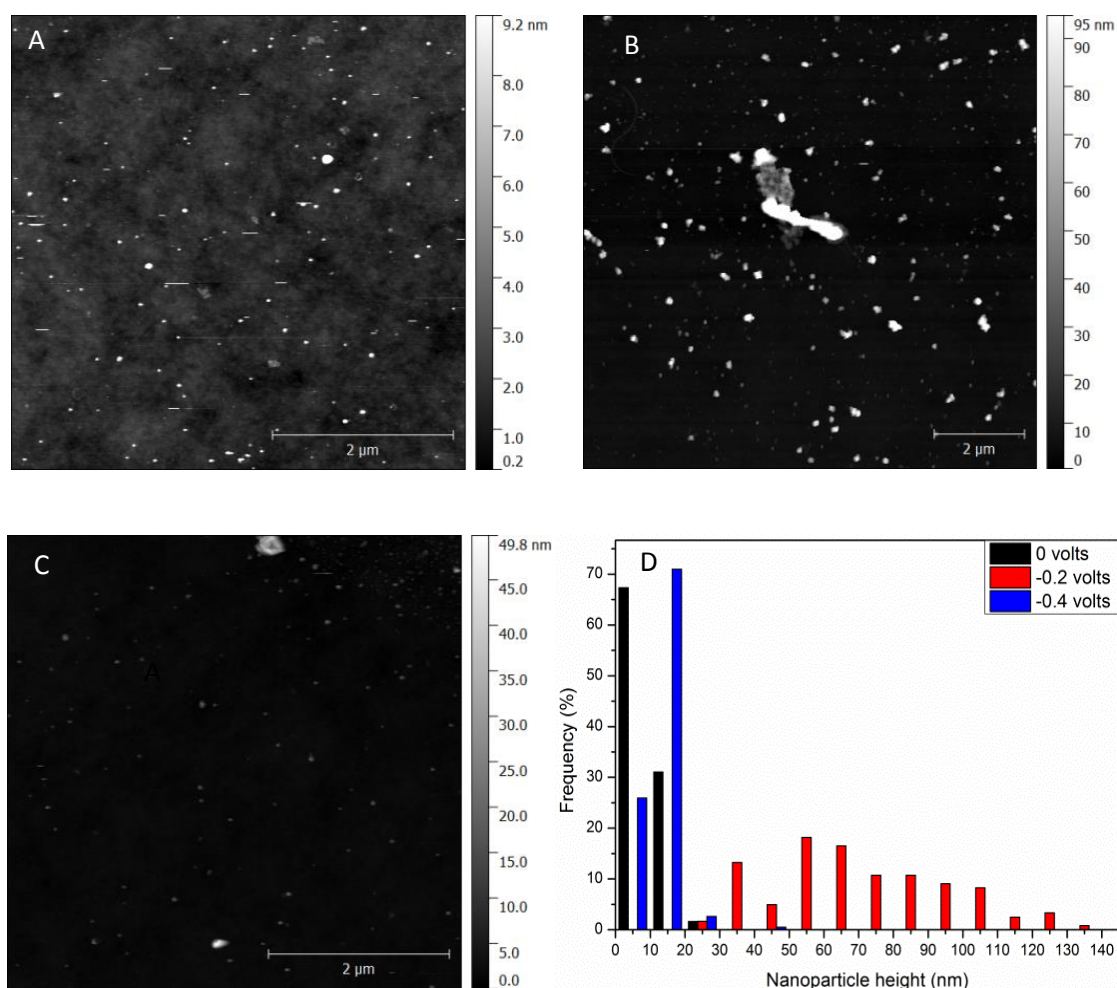 A
9.2 nm
8.0
7.0
6.0
5.0
4.0
3.0
2.0
1.0
0.2
2 µm
B
95 nm
90
80
70
60
50
40
30
20
10
0
2 µm
C
A
49.8 nm
45.0
40.0
35.0
30.0
25.0
20.0
15.0
10.0
5.0
0.0
2 µm
D
0 volts
-0.2 volts
-0.4 volts
70
60
50
40
30
20
10
0
Frequency (%)
0 10 20 30 40 50 60 70 80 90 100 110 120 130 140
Nanoparticle height (nm)